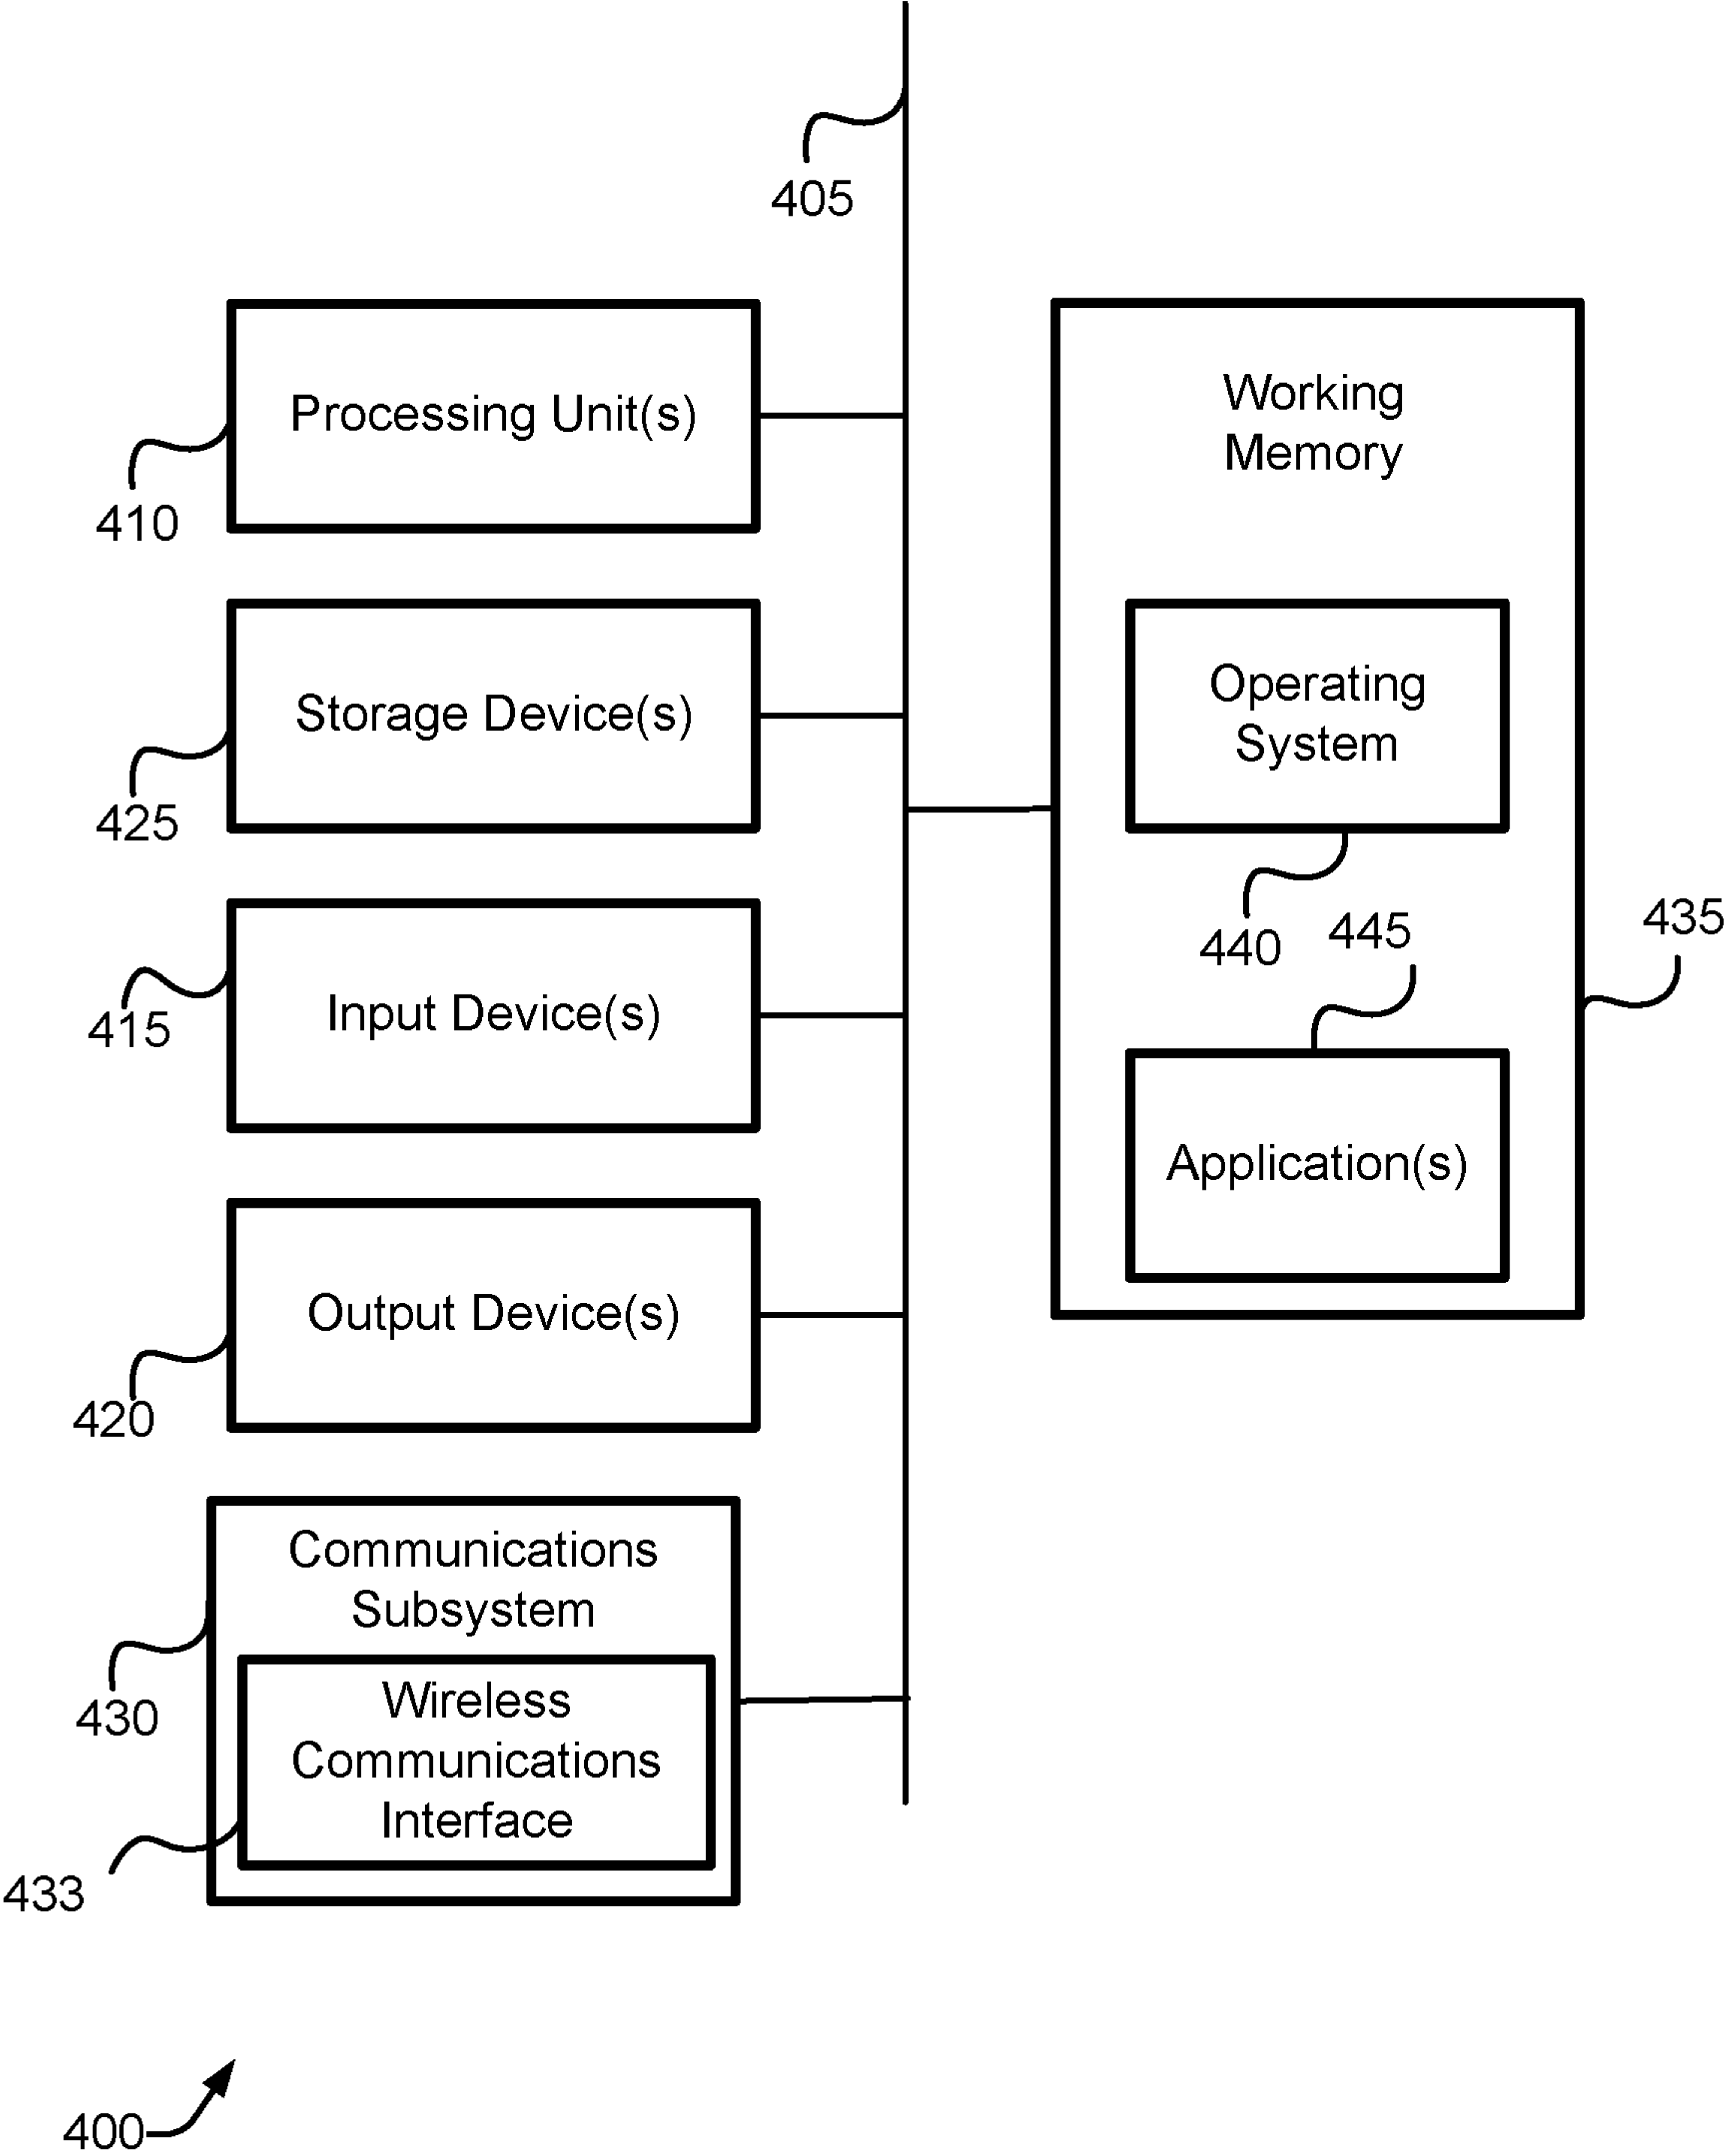 405
Processing Unit(s)
410
Storage Device(s)
425
Input Device(s)
415
Output Device(s)
420
Communications
Subsystem
430
Wireless
Communications
Interface
433
Working
Memory
Operating
System
440
445
435
Application(s)
400